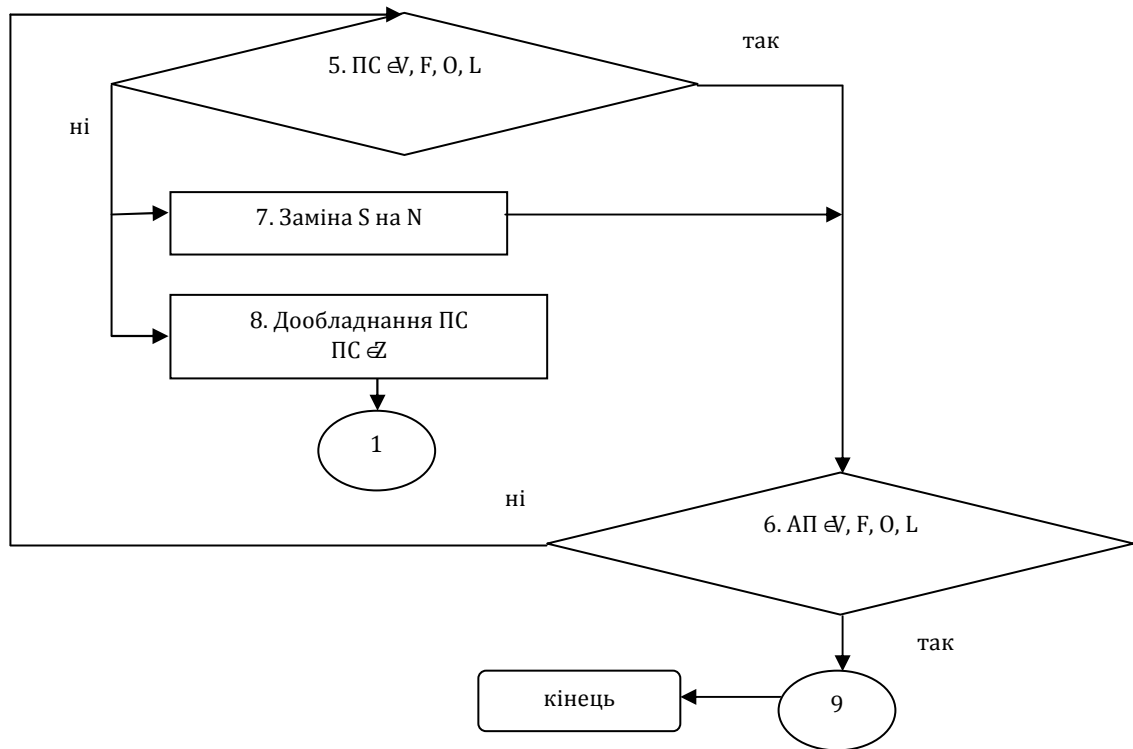 так
5. ПС ∈V, F, O, L
ні
7. Заміна S на N
8. Дообладнання ПС
ПС ∈Z
1
ні
6. АП ∈V, F, O, L
так
кінець
9